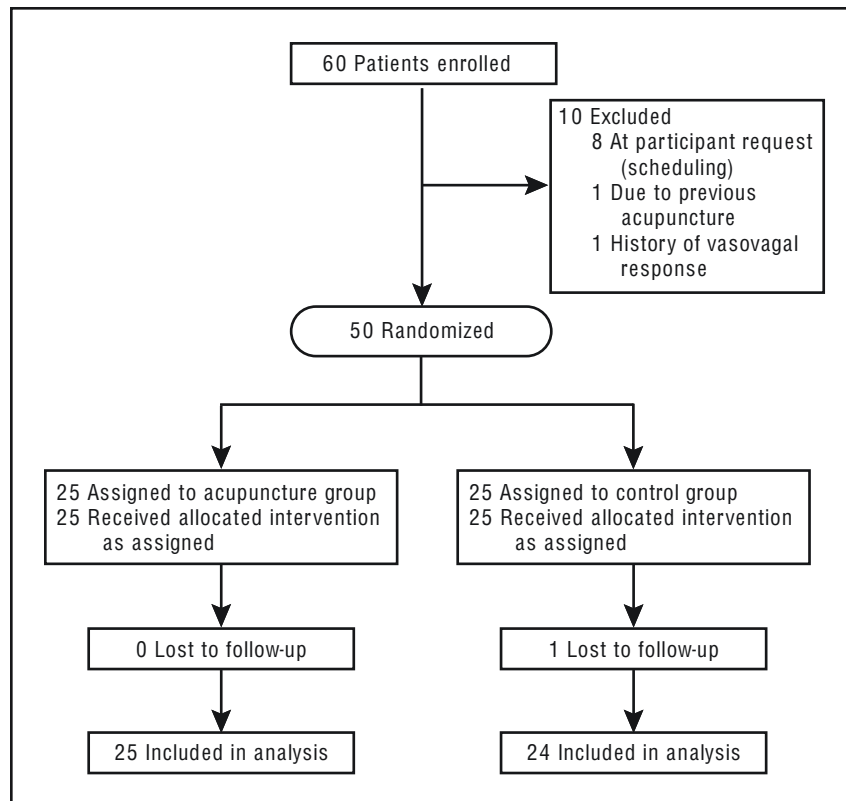 60 Patients enrolled
10 Excluded
8 At participant request
(scheduling)
1 Due to previous
acupuncture
1 History of vasovagal
response
50 Randomized
25 Assigned to acupuncture group
25 Received allocated intervention
as assigned
25 Assigned to control group
25 Received allocated intervention
as assigned
0 Lost to follow-up
1 Lost to follow-up
25 Included in analysis
24 Included in analysis